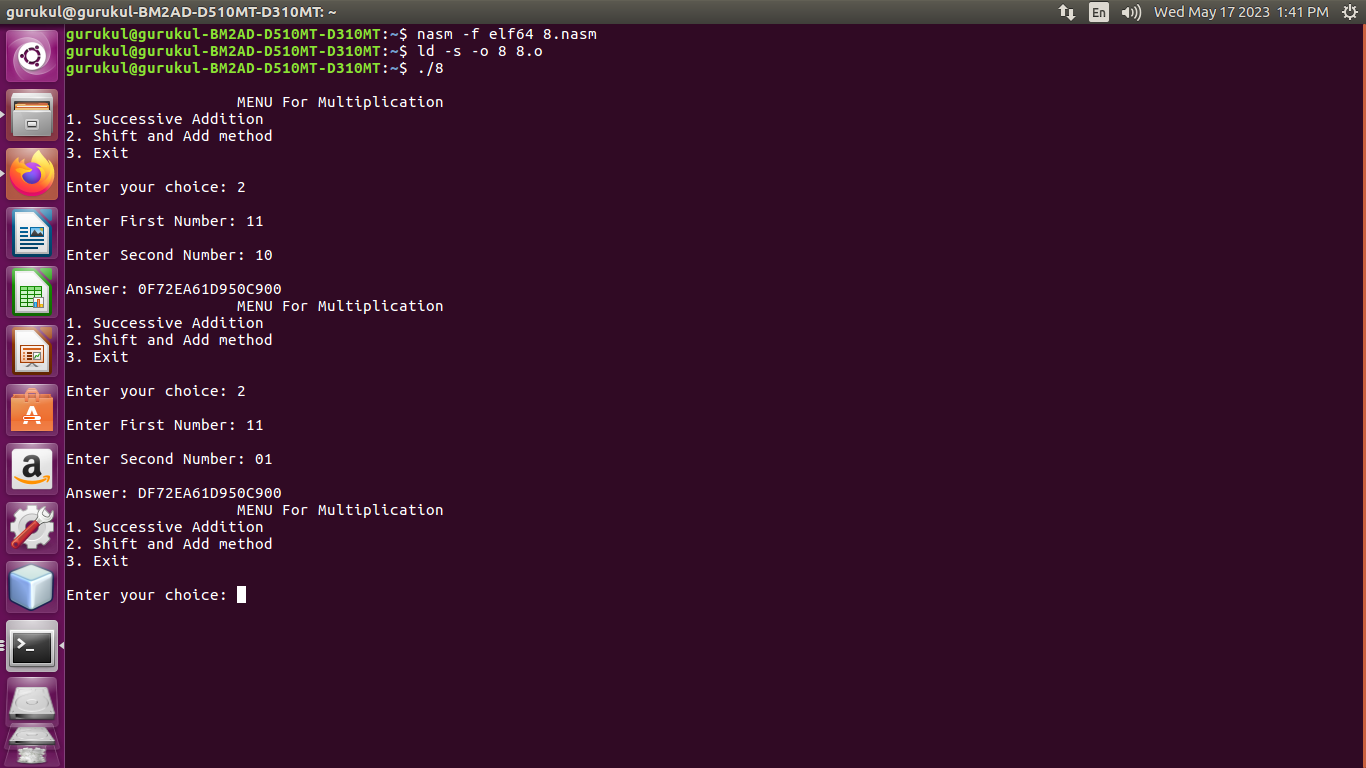 gurukul@gurukul-BM2AD-D510MT-D310MT: ~
En
Wed May 17 2023 1:41 PM
gurukul@gurukul-BM2AD-D510MT-D310MT:~$ nasm -f elf64 8.nasm
gurukul@gurukul-BM2AD-D510MT-D310MT:~$ ld -s -o 8 8.o
gurukul@gurukul-BM2AD-D510MT-D310MT:~$ ./8
MENU For Multiplication
1. Successive Addition
2. Shift and Add method
3. Exit
Enter your choice: 2
Enter First Number: 11
Enter Second Number: 10
Answer: 0F72EA61D950C900
MENU For Multiplication
1. Successive Addition
2. Shift and Add method
3. Exit
Enter your choice: 2
Enter First Number: 11
Enter Second Number: 01
Answer: DF72EA61D950C900
MENU For Multiplication
1. Successive Addition
2. Shift and Add method
3. Exit
Enter your choice: